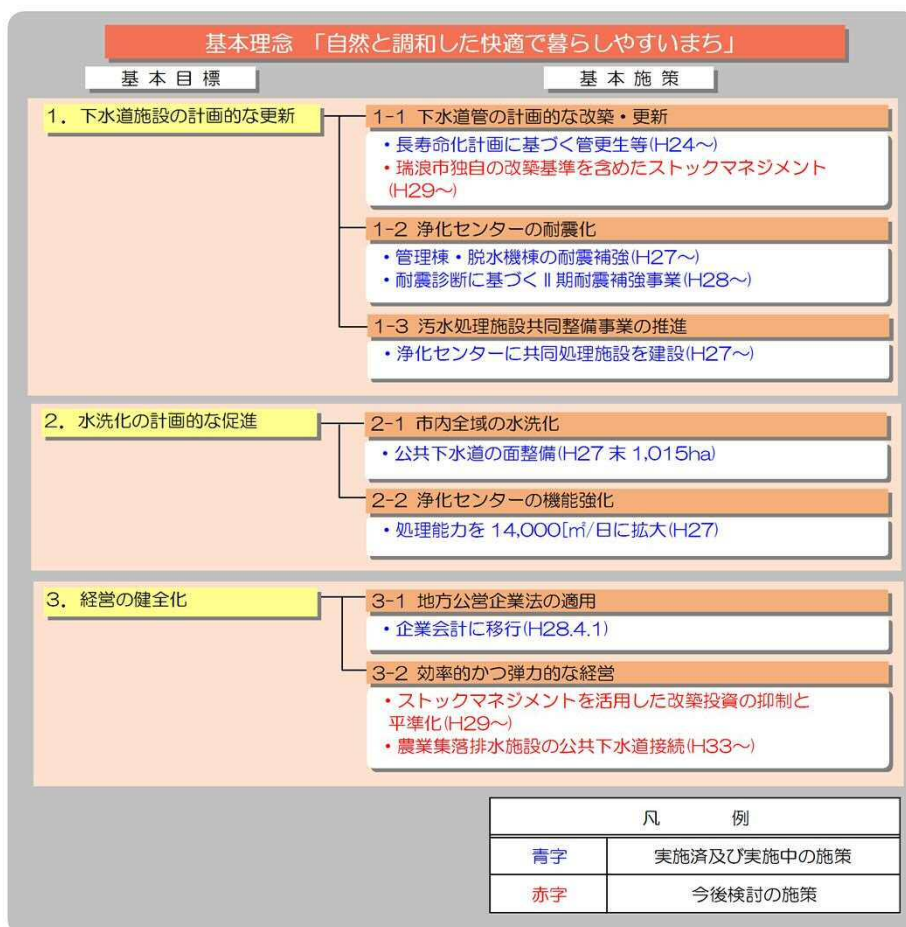 基本理念 「自然と調和した快適で暮らしやすいまち」
基本目標
基本施策
1. 下水道施設の計画的な更新
1-1 下水道管の計画的な改築・更新
・長寿命化計画に基づく管更生等(H24～)
・瑞浪市独自の改築基準を含めたストックマネジメント
(H29～)
1-2 浄化センターの耐震化
・管理棟・脱水機棟の耐震補強(H27～)
・耐震診断に基づくⅡ期耐震補強事業(H28～)
1-3 汚水処理施設共同整備事業の推進
・浄化センターに共同処理施設を建設(H27～)
2. 水洗化の計画的な促進
2-1 市内全域の水洗化
・公共下水道の面整備(H27 末 1,015ha)
2-2 浄化センターの機能強化
・処理能力を 14,000[㎥/日に拡大(H27)
3. 経営の健全化
3-1 地方公営企業法の適用
・企業会計に移行(H28.4.1)
3-2 効率的かつ弾力的な経営
・ストックマネジメントを活用した改築投資の抑制と
平準化(H29～)
・農業集落排水施設の公共下水道接続(H33～)
凡 例
青字 実施済及び実施中の施策
赤字 今後検討の施策